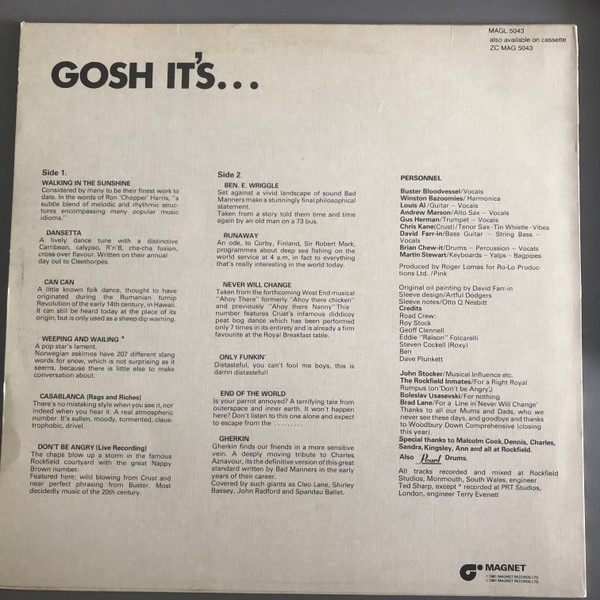 MAGL 5043
also available on cassette
ZC MAG 5043
GOSH IT'S...
Side 1.
WALKING IN THE SUNSHINE
Considered by many to be their finest work to
date. In the words of Ron 'Chopper' Harris, "a
subtle blend of melodic and rhythmic struc-
tures encompassing many popular music
idioms."
DANSETTA
A lively dance tune with a distinctive
Carribean, calypso, R'n'B, cha-cha fusion,
cross-over flavour. Written on their annual
day out to Cleethorpes.
CAN CAN
A little known folk dance, thought to have
originated during the Rumanian turnip
Revolution of the early 14th century, in Hawaii.
It can still be heard today at the place of its
origin, but is only used as a sheep dip warning.
WEEPING AND WAILING *
A pop star's lament.
Norwegian eskimos have 207 different slang
words for snow, which is not surprising as it
seems, because there is little else to make
conversation about.
CASABLANCA (Rags and Riches)
There's no mistaking style when you see it, nor
indeed when you hear it. A real atmospheric
number. It's sullen, moody, tormented, claus-
trophobic, drivel.
DON'T BE ANGRY (Live Recording)
The chaps blow up a storm in the famous
Rockfield courtyard with the great Nappy
Brown number.
Featured here; wild blowing from Crust and
near perfect phrasing from Buster. Most
decidedly music of the 20th century.
Side 2
BEN. E. WRIGGLE
Set against a vivid landscape of sound Bad
Manners make a stunningly final philosophical
statement.
Taken from a story told them time and time
again by an old man on a 73 bus.
RUNAWAY
An ode, to Corby, Finland, Sir Robert Mark,
programmes about deep sea fishing on the
world service at 4 a.m, in fact to everything
that's really interesting in the world today.
NEVER WILL CHANGE
Taken from the forthcoming West End musical
"Ahoy There" formerly "Ahoy there chicken"
and previously "Ahoy there Nanny" This
number features Crust's infamous diddicoy
peat bog dance which has been performed
only 7 times in its entirety and is already a firm
favourite at the Royal Breakfast table.
ONLY FUNKIN'
Distasteful, you can't fool me boys, this is
damn distasteful!
END OF THE WORLD
Is your parrot annoyed? A terrifying tale from
outerspace and inner earth. It won't happen
here? Don't listen to this one alone and expect
to escape from the .........
GHERKIN
Gherkin finds our friends in a more sensitive
vein. A deeply moving tribute to Charles
Aznavour, its the definitive version of this great
standard written by Bad Manners in the early
years of their career.
Covered by such giants as Cleo Lane, Shirley
Bassey, John Radford and Spandau Ballet.
PERSONNEL
Buster Bloodvessel/Vocals
Winston Bazoomies/Harmonica
Louis Al/Guitar – Vocals
Andrew Marson/Alto Sax – Vocals
Gus Herman/Trumpet – Vocals
Chris Kane(Crust)/Tenor Sax-Tin Whistle-Vibes
David Farr-in/Bass Guitar – String Bass –
Vocals
Brian Chew-it/Drums – Percussion – Vocals
Martin Stewart/Keyboards – Yalps – Bagpipes
Produced by Roger Lomas for Ro-Lo Produc-
tions Ltd. /Pink
Original oil painting by David Farr-in
Sleeve design/Artful Dodgers
Sleeve notes/Otto Q Nesbitt
Credits
Road Crew:
Roy Stock
Geoff Clennell
Eddie "Raison" Folcarelli
Steven Cockell (Roxy)
Ben
Dave Plunkett
John Stocker/Musical Influence etc.
The Rockfield Inmates/For a Right Royal
Rumpus (on 'Don't be Angry').
Boleslav Usasevski/For nothing
Brad Lane/For a Line in 'Never Will Change'
Thanks to all our Mums and Dads, who we
never see these days, and goodbye and thanks
to Woodbury Down Comprehensive (closing
this year).
Special thanks to Malcolm Cook, Dennis, Charles,
Sandra, Kingsley, Ann and all at Rockfield.
Also Pearl Drums.
All tracks recorded and mixed at Rockfield
Studios, Monmouth, South Wales, engineer
Ted Sharp, except * recorded at PRT Studios,
London, engineer Terry Evenett
MAGNET
MAGNET RECORDS LTD.
MAGNET RECORDS LTD.